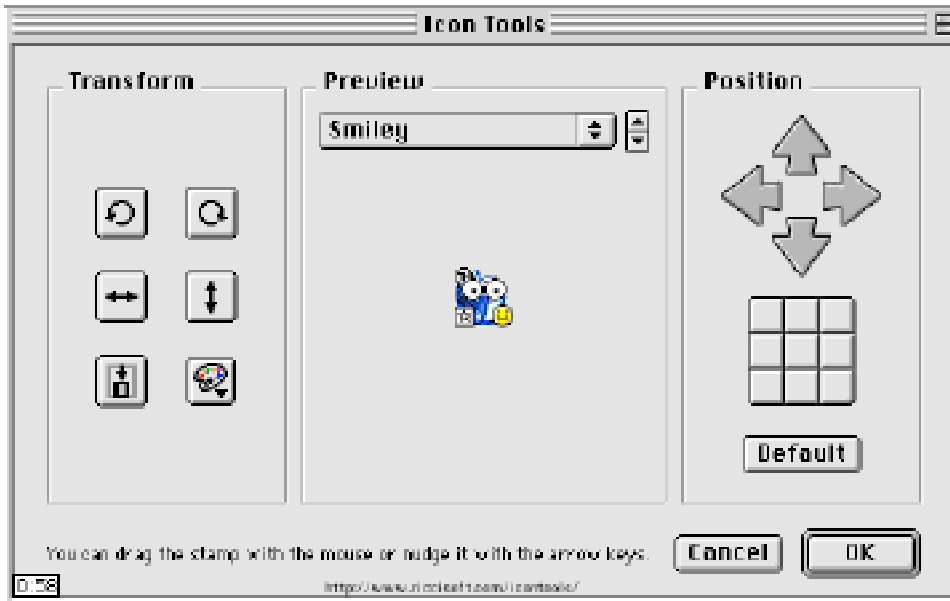 Icon Tools
Transform
Preview
Position
Smiley
Default
You can drag the stamp with the mouse or nudge it with the arrow keys.
Cancel
OK
0:58